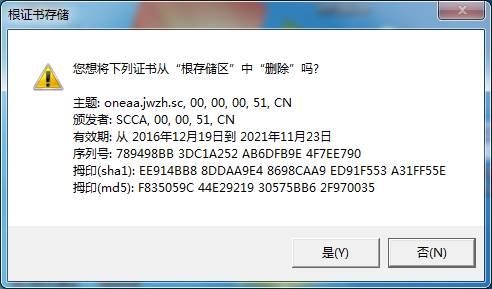 根证书存储
您想将下列证书从“根存储区”中“删除”吗?
主题: oneaa.jwzh.sc, 00, 00, 00, 51, CN
颁发者: SCCA, 00, 00, 51, CN
有效期: 从 2016年12月19日到 2021年11月23日
序列号: 789498BB 3DC1A252 AB6DFB9E 4F7EE790
拇印(sha1): EE914BB8 8DDAA9E4 8698CAA9 ED91F553 A31FF55E
拇印(md5): F835059C 44E29219 30575BB6 2F970035
是(Y)
否(N)